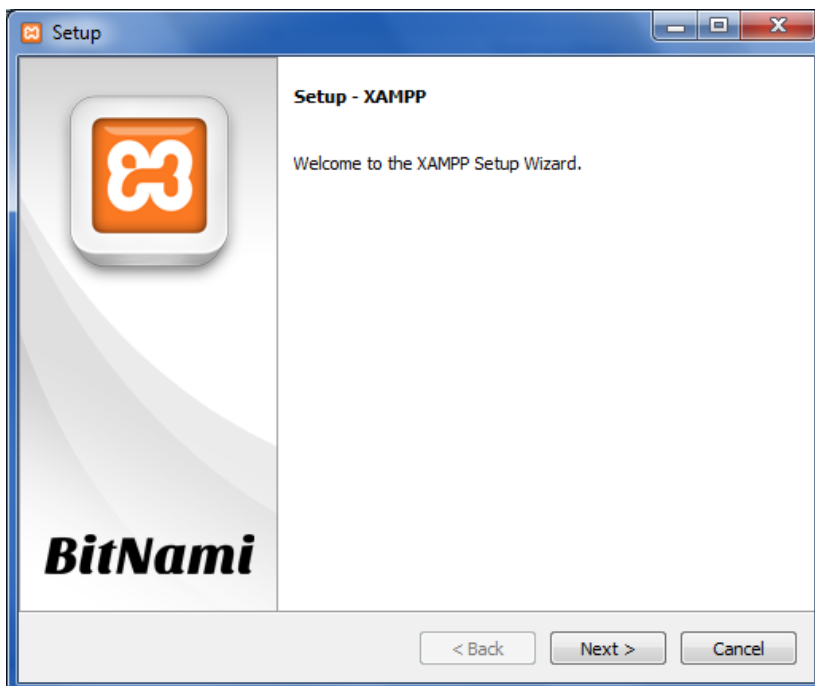 Setup
Setup - XAMPP
Welcome to the XAMPP Setup Wizard.
BitNami
< Back Next > Cancel